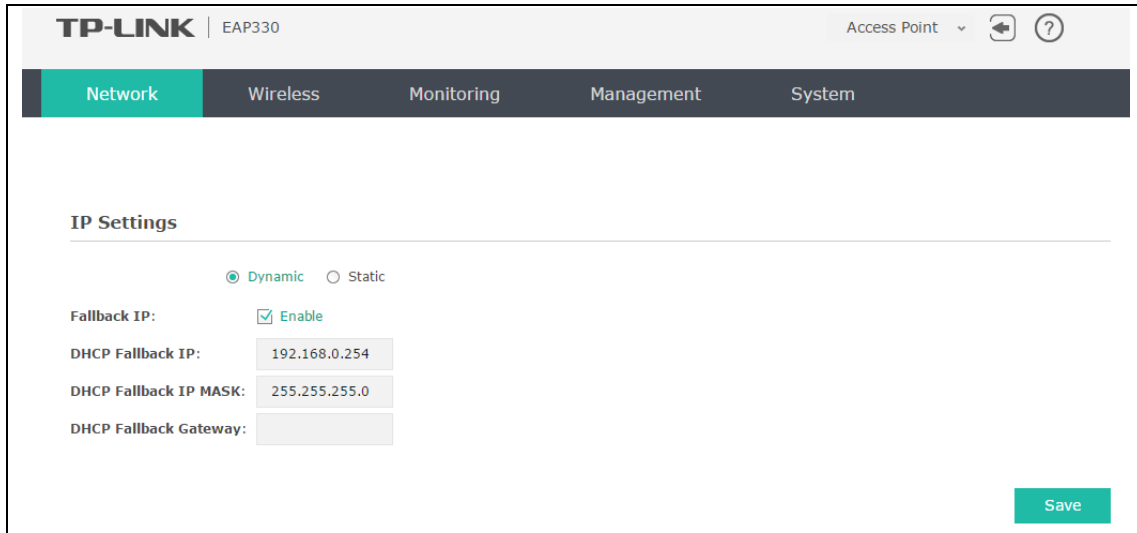 TP-LINK EAP330 Access Point ?
Network Wireless Monitoring Management System
IP Settings
Dynamic Static
Fallback IP: Enable
DHCP Fallback IP: 192.168.0.254
DHCP Fallback IP MASK: 255.255.255.0
DHCP Fallback Gateway:
Save